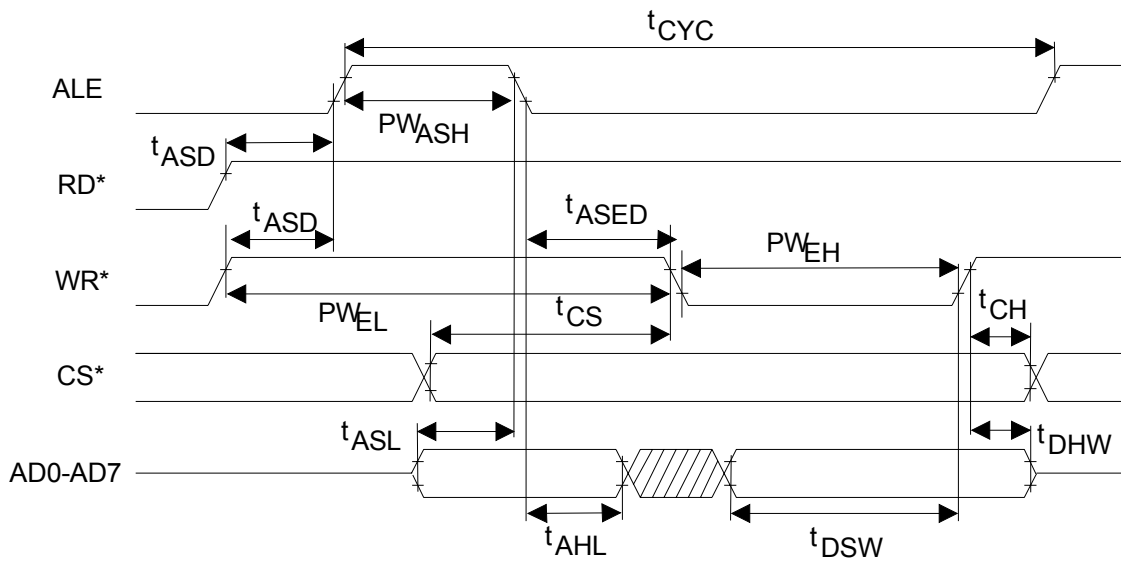 tCYC
ALE
PWASH
tASD
RD*
tASD
tASED
PWEH
WR*
PWEL
tCS
tCH
CS*
tASL
tDHW
AD0-AD7
tAHL
tDSW